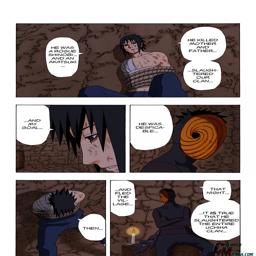 HE KILLED
MOTHER
AND
FATHER...
...SLAUGH-
TERED OUR
CLAN...
HE WAS
A ROGUE
SHINOBI...
AND AN
AKATSUKI...
HE WAS
DESPICA-
BLE...
...AND
MY
GOAL.
THAT
NIGHT...
...IT IS TRUE
THAT HE
SLAUGHTERED
THE ENTIRE
UCHIHA
CLAN...
...AND
FLED
THE VIL-
LAGE...
THEN...